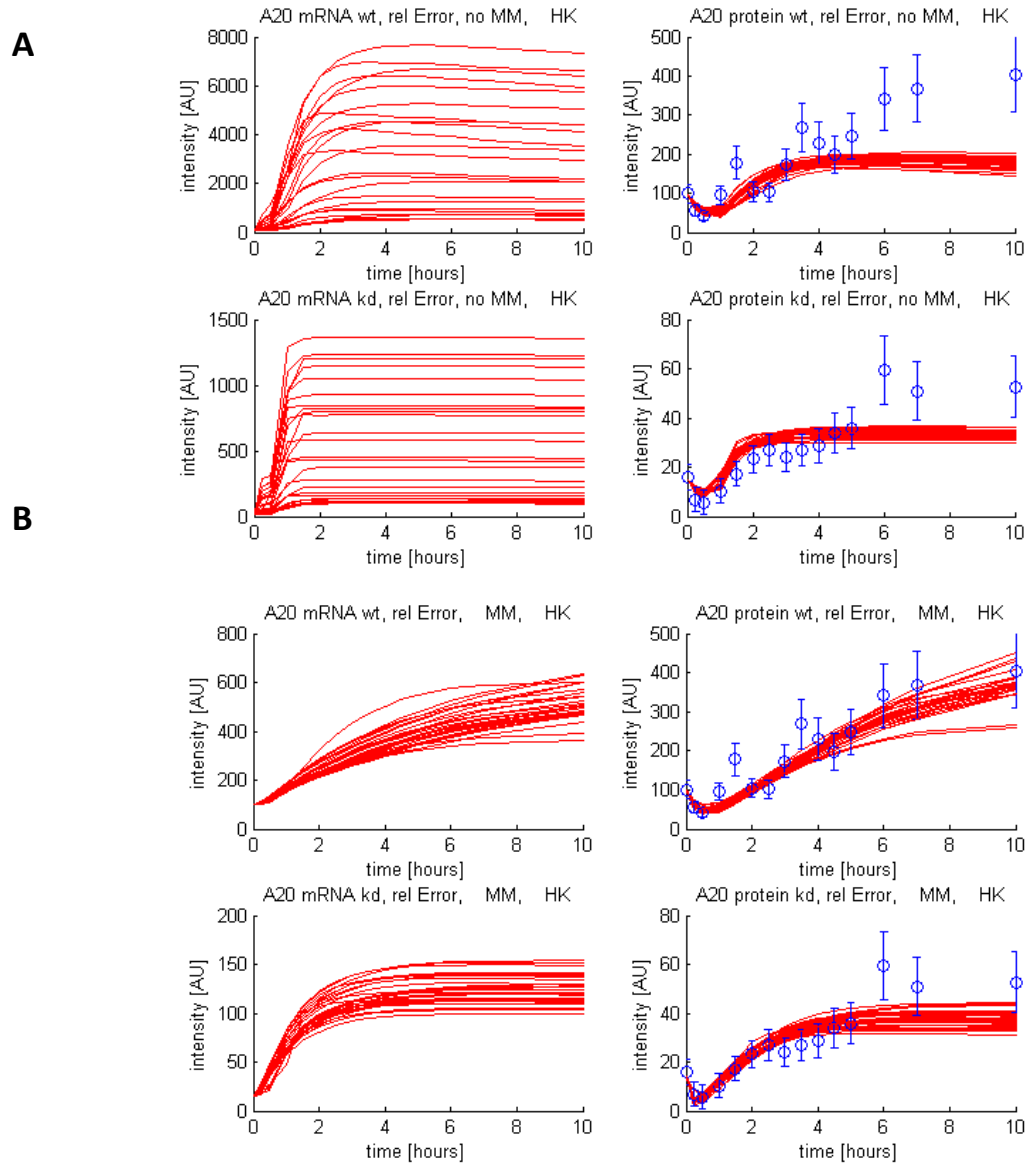 A
A20 mRNA wt, rel Error, no MM, HK
8000
6000
4000
2000
0
intensity [AU]
0 2 4 6 8 10
time [hours]
A20 protein wt, rel Error, no MM, HK
500
400
300
200
100
0
intensity [AU]
0 2 4 6 8 10
time [hours]
A20 mRNA kd, rel Error, no MM, HK
1500
1000
500
0
intensity [AU]
0 2 4 6 8 10
time [hours]
A20 protein kd, rel Error, no MM, HK
80
60
40
20
0
intensity [AU]
0 2 4 6 8 10
time [hours]
B
A20 mRNA wt, rel Error, MM, HK
800
600
400
200
0
intensity [AU]
0 2 4 6 8 10
time [hours]
A20 protein wt, rel Error, MM, HK
500
400
300
200
100
0
intensity [AU]
0 2 4 6 8 10
time [hours]
A20 mRNA kd, rel Error, MM, HK
200
150
100
50
0
intensity [AU]
0 2 4 6 8 10
time [hours]
A20 protein kd, rel Error, MM, HK
80
60
40
20
0
intensity [AU]
0 2 4 6 8 10
time [hours]